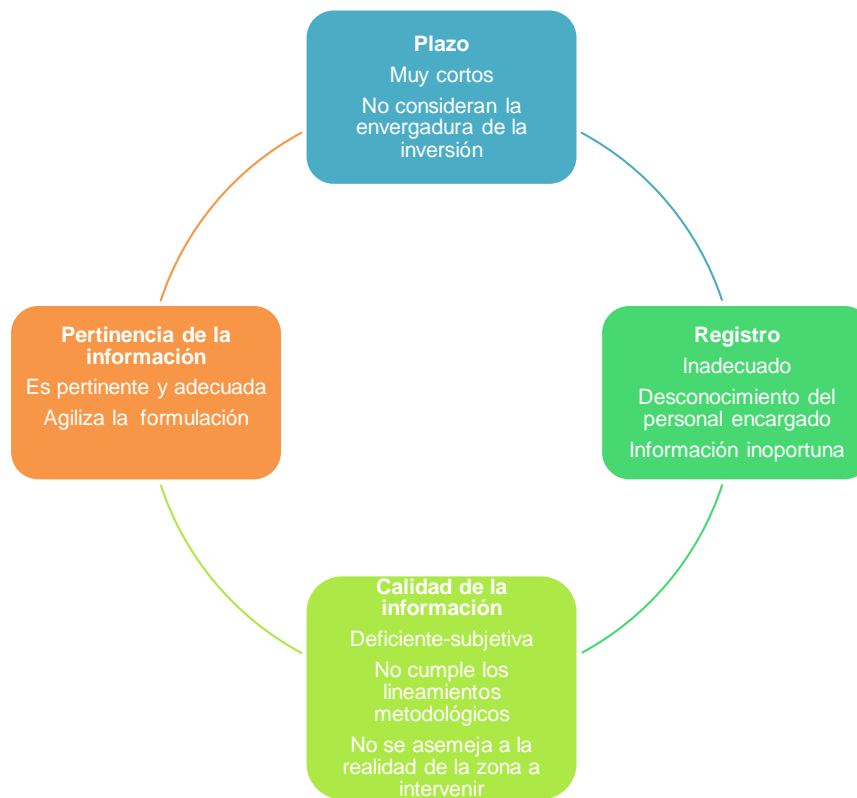 Plazo
Muy cortos
No consideran la
envergadura de la
inversión
Pertinencia de la
información
Es pertinente y adecuada
Agiliza la formulación
Registro
Inadecuado
Desconocimiento del
personal encargado
Información inoportuna
Calidad de la
información
Deficiente-subjetiva
No cumple los
lineamientos
metodológicos
No se asemeja a la
realidad de la zona a
intervenir